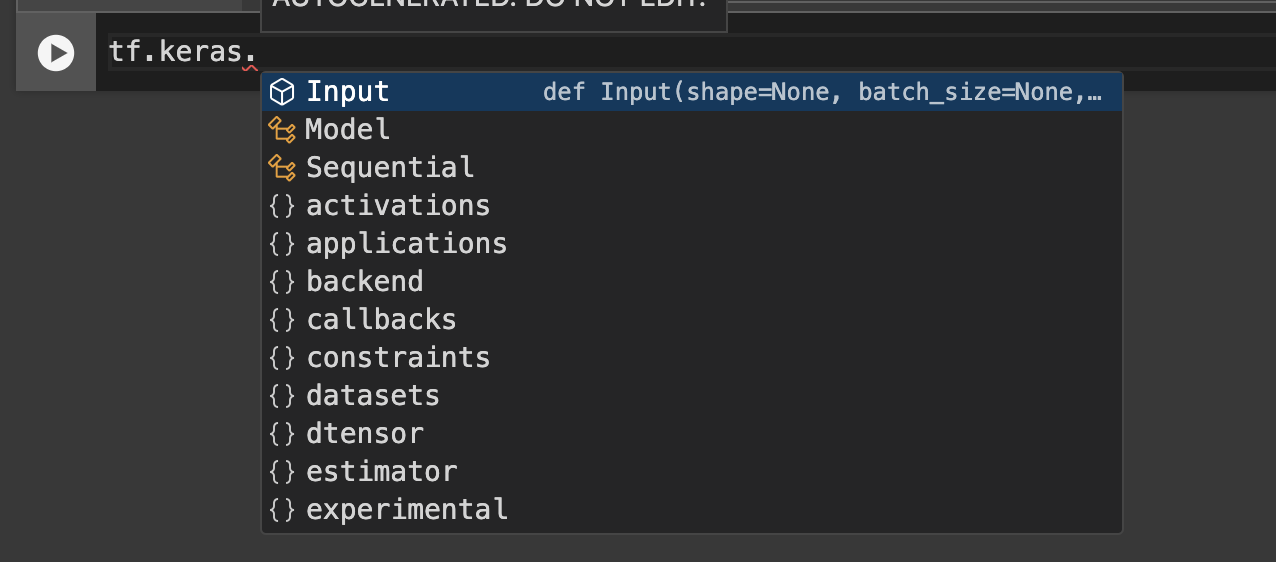 AUTOGENERATED. DO NOT EDIT.
tf.keras.
Input def Input(shape=None, batch_size=None,…
Model
Sequential
{} activations
{} applications
{} backend
{} callbacks
{} constraints
{} datasets
{} dtensor
{} estimator
{} experimental